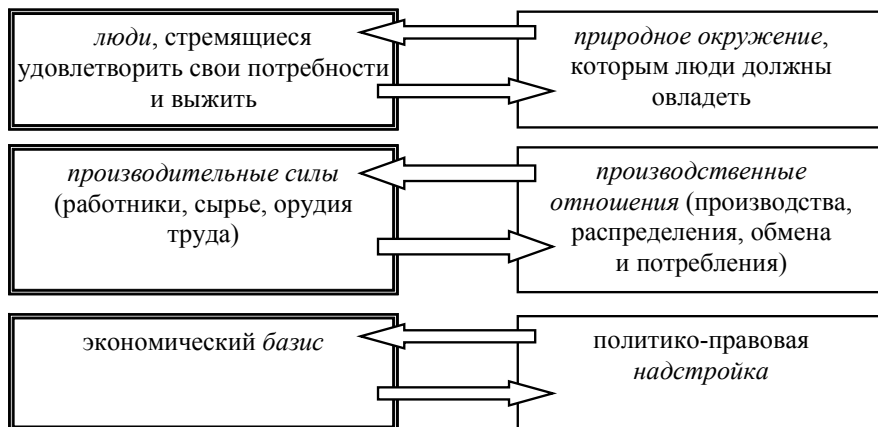 люди, стремящиеся
удовлетворить свои потребности
и выжить
природное окружение,
которым люди должны
овладеть
производительные силы
(работники, сырье, орудия
труда)
производственные
отношения (производства,
распределения, обмена
и потребления)
экономический базис
политико-правовая
надстройка